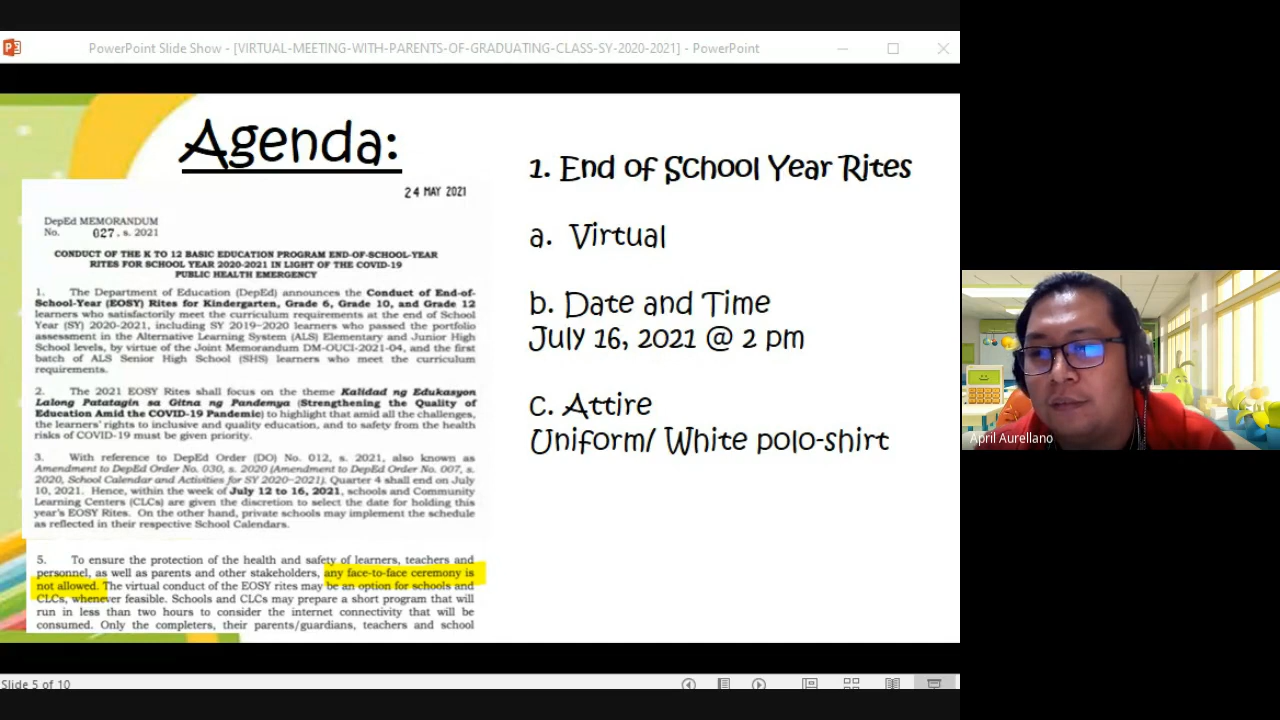 PowerPoint Slide Show - [VIRTUAL-MEETING-WITH-PARENTS-OF-GRADUATING-CLASS-SY-2020-2021] - PowerPoint
Agenda:
24 MAY 2021
DepEd MEMORANDUM
No. 027, s. 2021
CONDUCT OF THE K TO 12 BASIC EDUCATION PROGRAM END-OF-SCHOOL-YEAR
RITES FOR SCHOOL YEAR 2020-2021 IN LIGHT OF THE COVID-19
PUBLIC HEALTH EMERGENCY
1. The Department of Education (DepEd) announces the Conduct of End-of-
School-Year (EOSY) Rites for Kindergarten, Grade 6, Grade 10, and Grade 12
learners who satisfactorily meet the curriculum requirements at the end of School
Year (SY) 2020-2021, including SY 2019–2020 learners who passed the portfolio
assessment in the Alternative Learning System (ALS) Elementary and Junior High
School levels, by virtue of the Joint Memorandum DM-OUCI-2021-04, and the first
batch of ALS Senior High School (SHS) learners who meet the curriculum
requirements.
2. The 2021 EOSY Rites shall focus on the theme Kalidad ng Edukasyon
Lalong Patatagin sa Gitna ng Pandemya (Strengthening the Quality of
Education Amid the COVID-19 Pandemic) to highlight that amid all the challenges,
the learners' rights to inclusive and quality education, and to safety from the health
risks of COVID-19 must be given priority.
3. With reference to DepEd Order (DO) No. 012, s. 2021, also known as
Amendment to DepEd Order No. 030, s. 2020 (Amendment to DepEd Order No. 007, s.
2020, School Calendar and Activities for SY 2020–2021), Quarter 4 shall end on July
10, 2021. Hence, within the week of July 12 to 16, 2021, schools and Community
Learning Centers (CLCs) are given the discretion to select the date for holding this
year's EOSY Rites. On the other hand, private schools may implement the schedule
as reflected in their respective School Calendars.
5. To ensure the protection of the health and safety of learners, teachers and
personnel, as well as parents and other stakeholders, any face-to-face ceremony is
not allowed. The virtual conduct of the EOSY rites may be an option for schools and
CLCs, whenever feasible. Schools and CLCs may prepare a short program that will
run in less than two hours to consider the internet connectivity that will be
consumed. Only the completers, their parents/guardians, teachers and school
1. End of School Year Rites
a. Virtual
b. Date and Time
July 16, 2021 @ 2 pm
c. Attire
Uniform/ White polo-shirt
April Aurellano
Slide 5 of 10